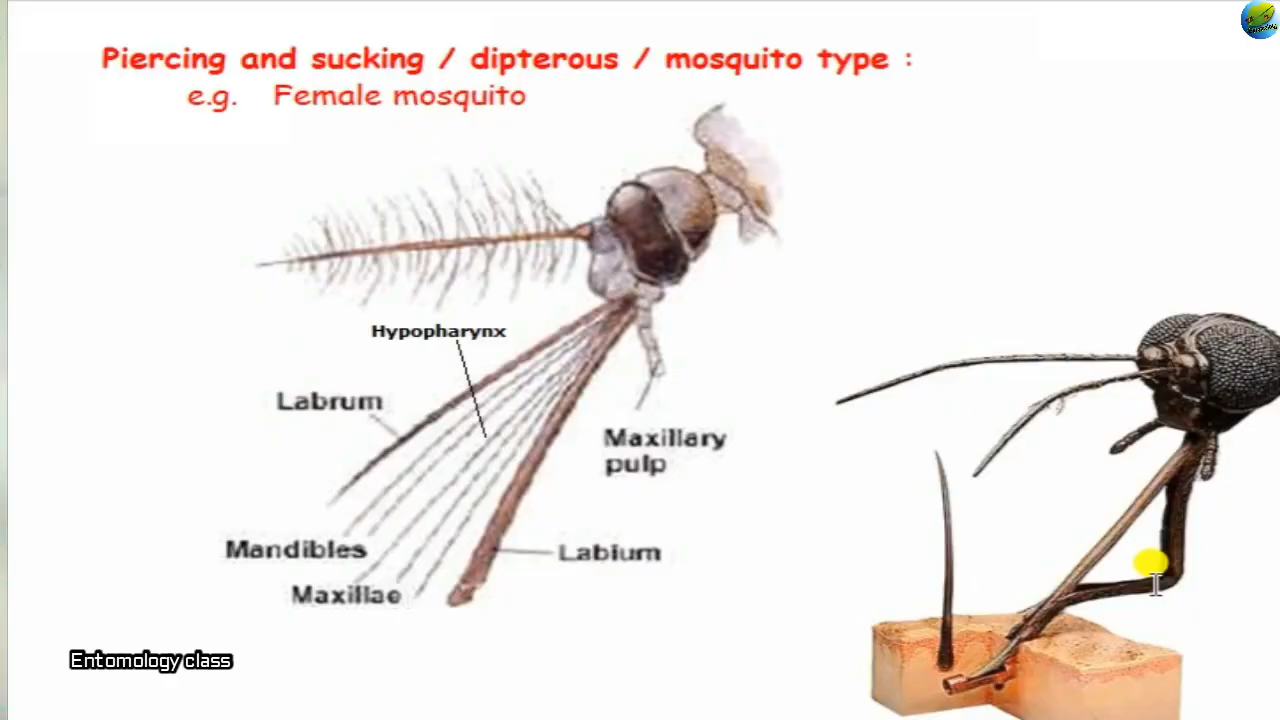 Piercing and sucking / dipterous / mosquito type :
e.g. Female mosquito
Hypopharynx
Labrum
Maxillary
pulp
Mandibles
Labium
Maxillae
Entomology class